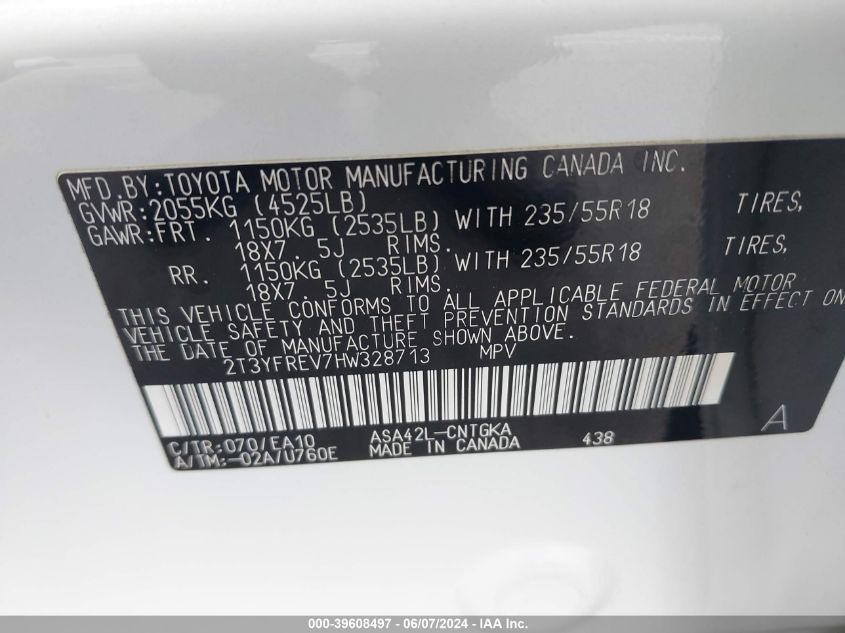 MFD.BY:TOYOTA MOTOR MANUFACTURING CANADA INC.
GVWR:2055KG (4525LB)
GAWR:FRT. 1150KG (2535LB) WITH 235/55R18 TIRES,
18X7.5J RIMS.
RR. 1150KG (2535LB) WITH 235/55R18 TIRES,
18X7.5J RIMS.
THIS VEHICLE CONFORMS TO ALL APPLICABLE FEDERAL MOTOR
VEHICLE SAFETY AND THEFT PREVENTION STANDARDS IN EFFECT ON
THE DATE OF MANUFACTURE SHOWN ABOVE.
2T3YFREV7HW328713 MPV
A
C/TR:070/EA10 ASA42L-CNTGKA 438
A/TM:-02A/U760E MADE IN CANADA
000-39608497 - 06/07/2024 - IAA Inc.